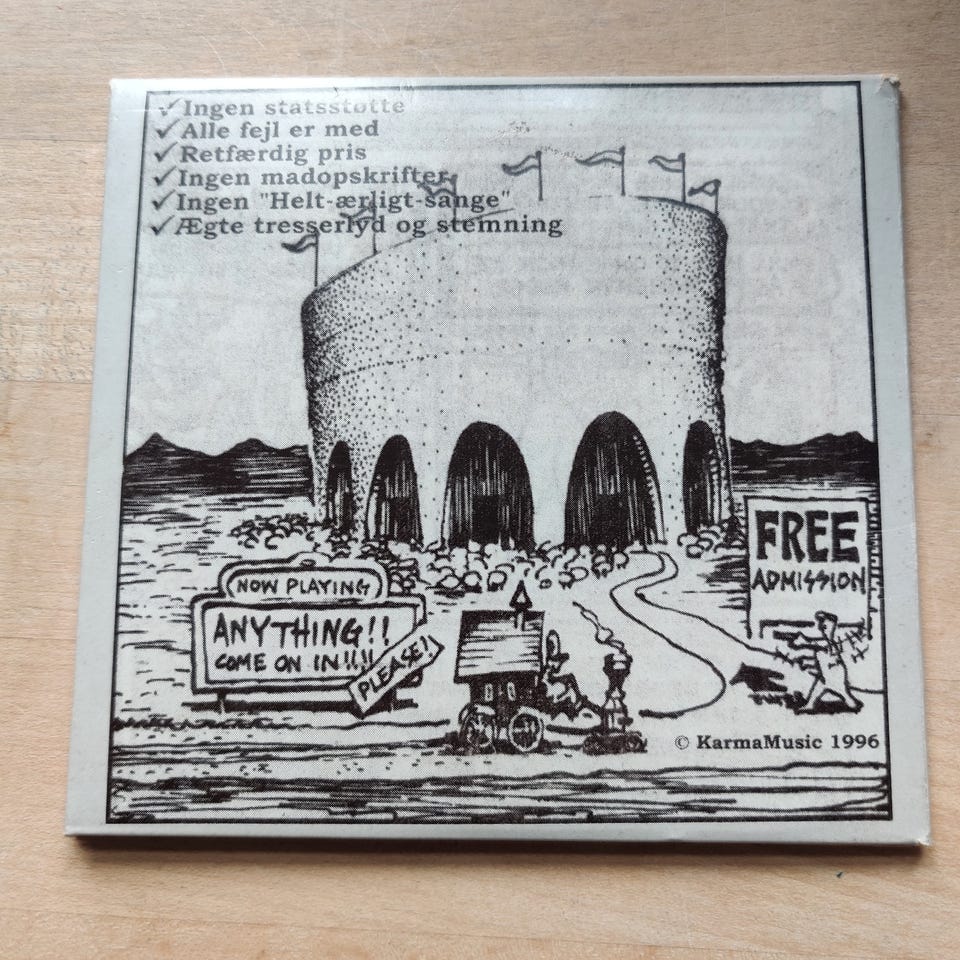 ✓Ingen statsstøtte
✓Alle fejl er med
✓Retfærdig pris
✓Ingen madopskrifter
✓Ingen "Helt-ærligt-sange"
✓Ægte tresserlyd og stemning
NOW PLAYING
ANYTHING!!
COME ON IN!!!!
PLEASE!!
FREE
ADMISSION
© KarmaMusic 1996